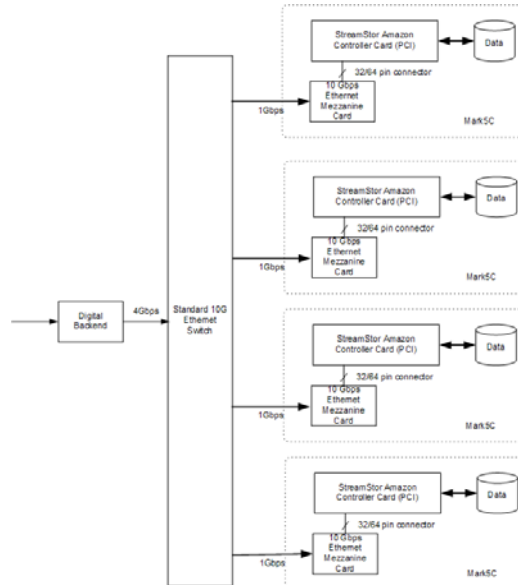 StreamStor Amazon
Controller Card (PCI)
Data
32/64 pin connector
10 Gbps
Ethernet
Mezzanine
Card
1Gbps
Mark5C
StreamStor Amazon
Controller Card (PCI)
Data
32/64 pin connector
10 Gbps
Ethernet
Mezzanine
Card
1Gbps
Mark5C
Digital
Backend
4Gbps
Standard 10G
Ethernet
Switch
StreamStor Amazon
Controller Card (PCI)
Data
32/64 pin connector
10 Gbps
Ethernet
Mezzanine
Card
1Gbps
Mark5C
StreamStor Amazon
Controller Card (PCI)
Data
32/64 pin connector
10 Gbps
Ethernet
Mezzanine
Card
1Gbps
Mark5C